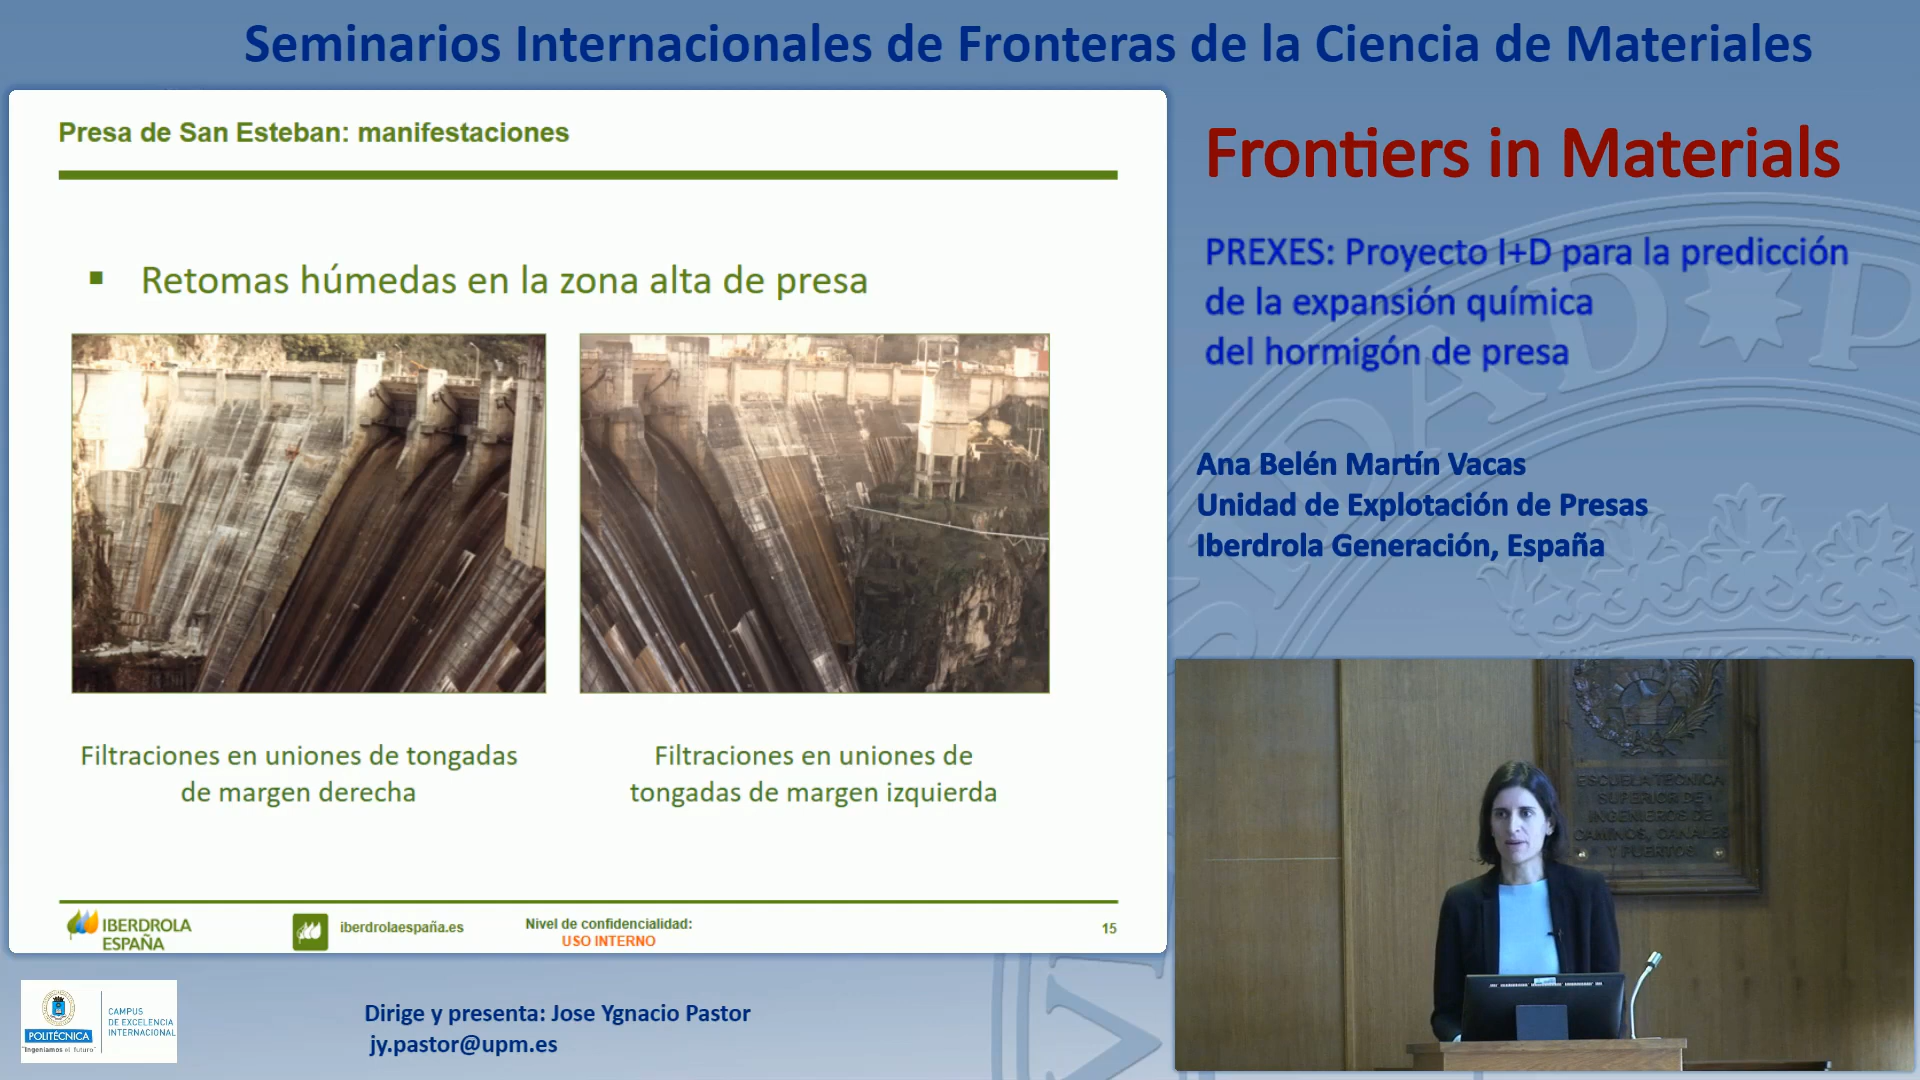 Seminarios Internacionales de Fronteras de la Ciencia de Materiales
Presa de San Esteban: manifestaciones
▪ Retomas húmedas en la zona alta de presa
Filtraciones en uniones de tongadas
de margen derecha
Filtraciones en uniones de
tongadas de margen izquierda
IBERDROLA
ESPAÑA
iberdrolaespaña.es
Nivel de confidencialidad:
USO INTERNO
15
Frontiers in Materials
PREXES: Proyecto I+D para la predicción
de la expansión química
del hormigón de presa
Ana Belén Martín Vacas
Unidad de Explotación de Presas
Iberdrola Generación, España
ESCUELA TECNICA
SUPERIOR DE
INGENIEROS DE
CAMINOS, CANALES
Y PUERTOS
POLITÉCNICA
"Ingeniamos el futuro"
CAMPUS
DE EXCELENCIA
INTERNACIONAL
Dirige y presenta: Jose Ygnacio Pastor
jy.pastor@upm.es